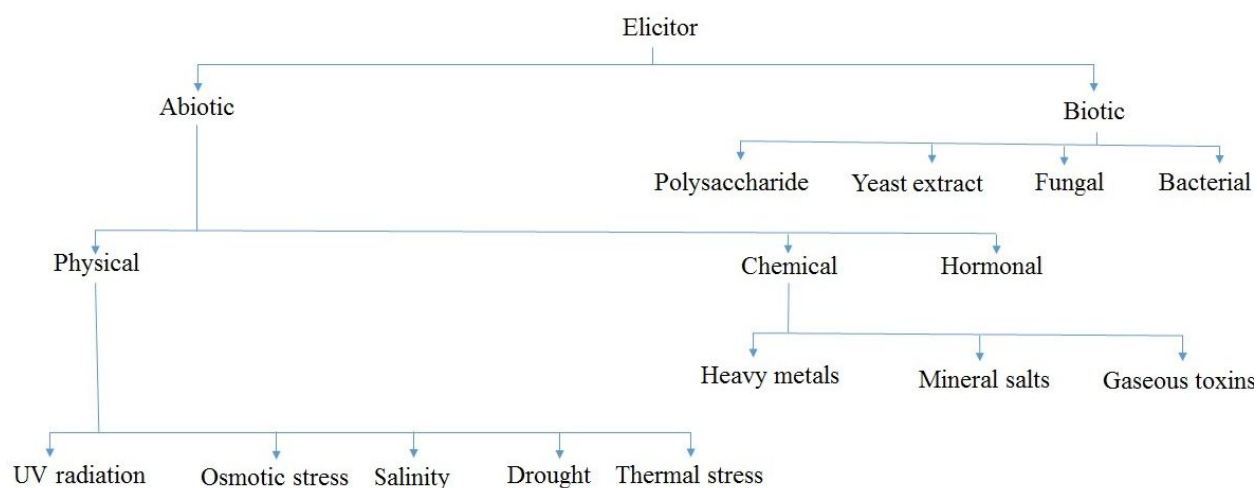 Elicitor
Abiotic
Biotic
Polysaccharide Yeast extract Fungal Bacterial
Physical Chemical Hormonal
Heavy metals Mineral salts Gaseous toxins
UV radiation Osmotic stress Salinity Drought Thermal stress